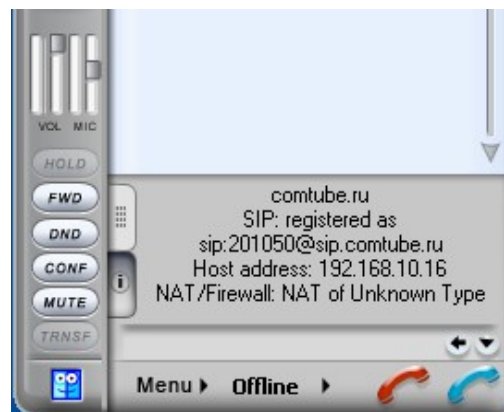 VOL MIC
HOLD
FWD
DND
CONF
MUTE
TRNSF
comtube.ru
SIP: registered as
sip:201050@sip.comtube.ru
Host address: 192.168.10.16
NAT/Firewall: NAT of Unknown Type
i
Menu Offline